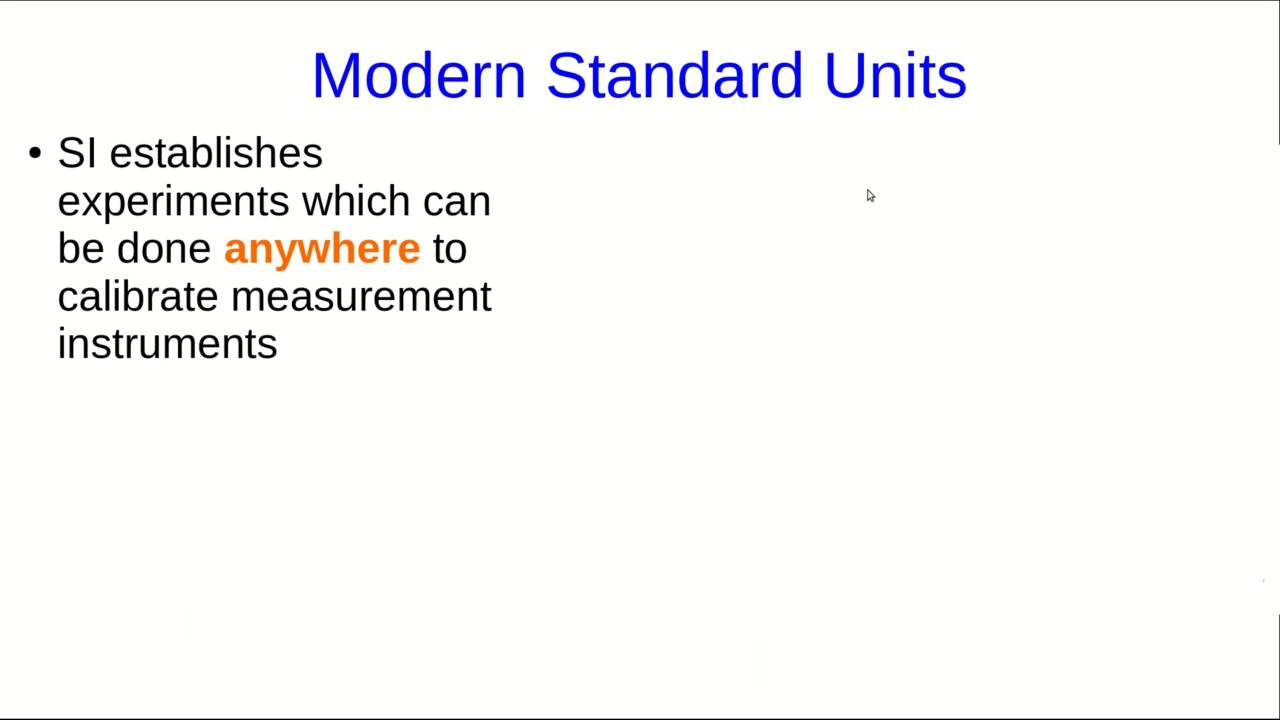 Modern Standard Units
• SI establishes
experiments which can
be done anywhere to
calibrate measurement
instruments